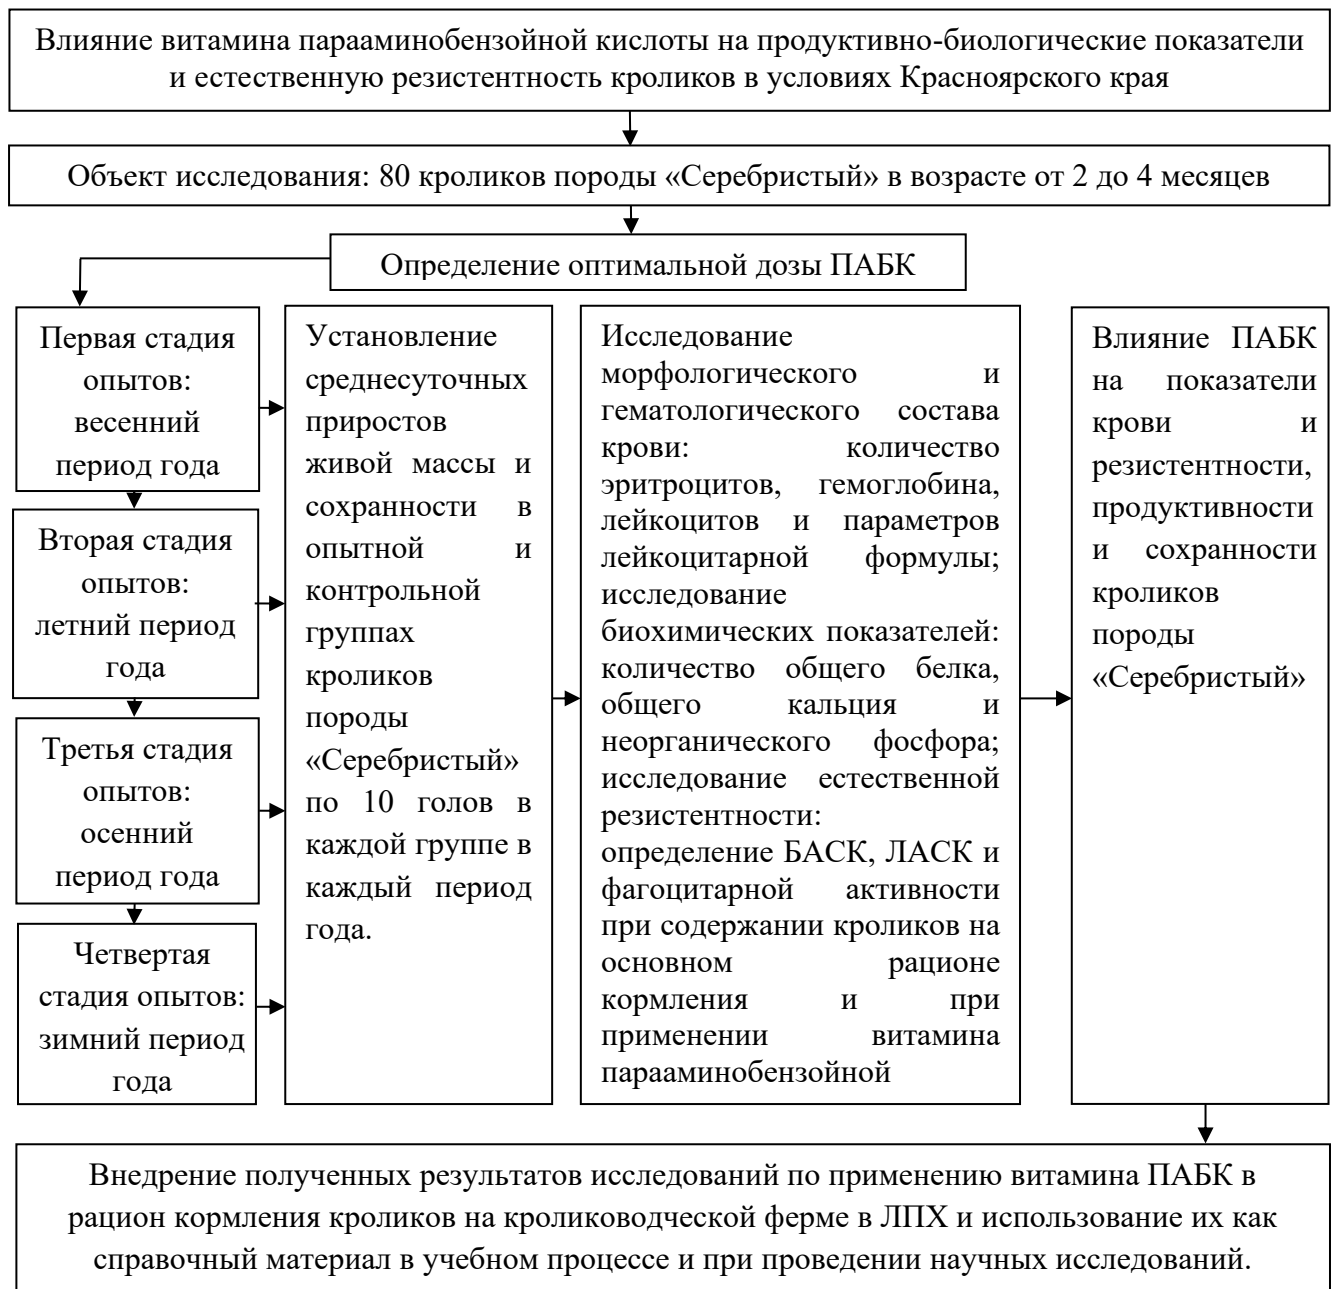 Влияние витамина парааминобензойной кислоты на продуктивно-биологические показатели
и естественную резистентность кроликов в условиях Красноярского края
Объект исследования: 80 кроликов породы «Серебристый» в возрасте от 2 до 4 месяцев
Определение оптимальной дозы ПАБК
Первая стадия
опытов:
весенний
период года
Вторая стадия
опытов:
летний период
года
Третья стадия
опытов:
осенний
период года
Четвертая
стадия опытов:
зимний период
года
Установление
среднесуточных
приростов
живой массы и
сохранности в
опытной и
контрольной
группах
кроликов
породы
«Серебристый»
по 10 голов в
каждой группе в
каждый период
года.
Исследование
морфологического и
гематологического состава
крови: количество
эритроцитов, гемоглобина,
лейкоцитов и параметров
лейкоцитарной формулы;
исследование
биохимических показателей:
количество общего белка,
общего кальция и
неорганического фосфора;
исследование естественной
резистентности:
определение БАСК, ЛАСК и
фагоцитарной активности
при содержании кроликов на
основном рационе
кормления и при
применении витамина
парааминобензойной
Влияние ПАБК
на показатели
крови и
резистентности,
продуктивности
и сохранности
кроликов
породы
«Серебристый»
Внедрение полученных результатов исследований по применению витамина ПАБК в
рацион кормления кроликов на кролиководческой ферме в ЛПХ и использование их как
справочный материал в учебном процессе и при проведении научных исследований.